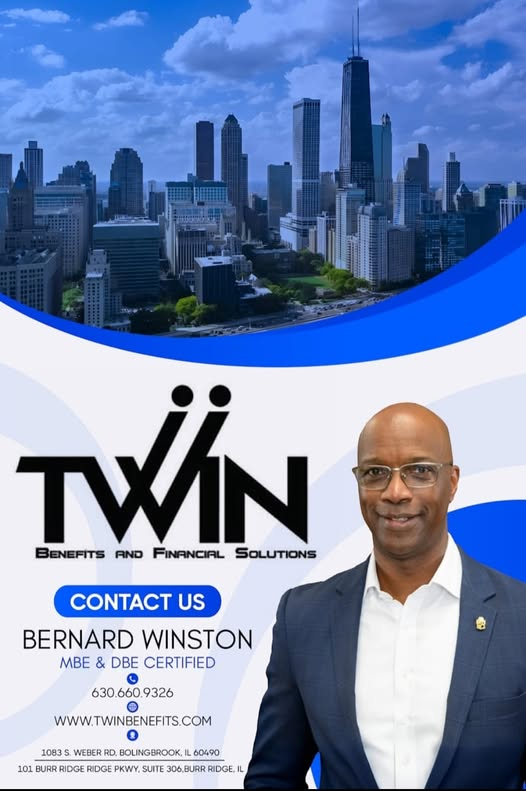 TWIN
BENEFITS AND FINANCIAL SOLUTIONS
CONTACT US
BERNARD WINSTON
MBE & DBE CERTIFIED
630.660.9326
WWW.TWINBENEFITS.COM
1083 S. WEBER RD, BOLINGBROOK, IL 60490
101 BURR RIDGE RIDGE PKWY, SUITE 306,BURR RIDGE, IL